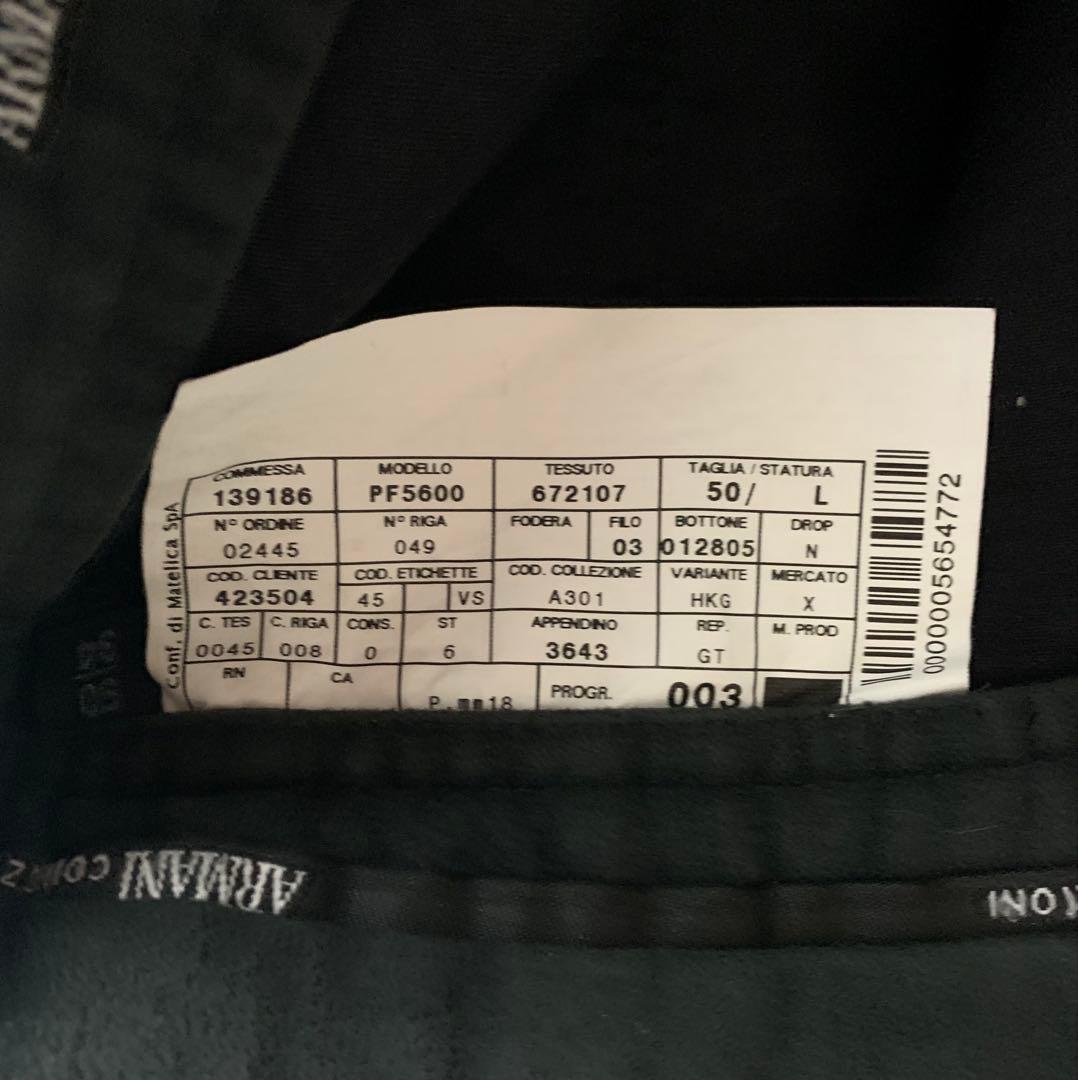 ARMA
Conf. di Matelica SpA
COMMESSA MODELLO TESSUTO TAGLIA / STATURA
139186 PF5600 672107 50/ L
N° ORDINE N° RIGA FODERA FILO BOTTONE DROP
02445 049 03 012805 N
COD. CLIENTE COD. ETICHETTE COD. COLLEZIONE VARIANTE MERCATO
423504 45 VS A301 HKG X
C. TES C. RIGA CONS. ST APPENDINO REP. M. PROD
0045 008 0 6 3643 GT
RN CA P.mm18 PROGR. 003
0000005654772
ARMANI